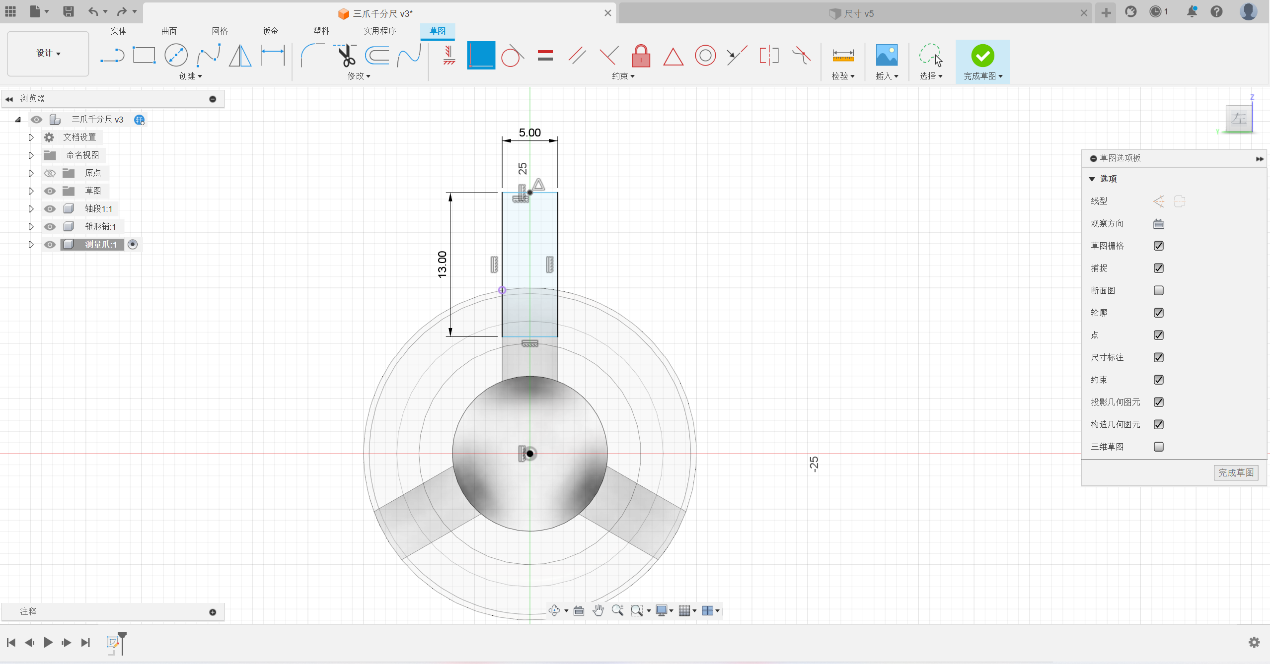 三爪千分尺 v3*
尺寸 v5
1
实体 曲面 网格 钣金 塑料 实用程序 草图
设计
创建 修改 约束 检验 插入 选择 完成草图
浏览器
三爪千分尺 v3
文档设置
命名视图
原点
草图
轴段1:1
锥形销:1
测量爪:1
5.00
25
13.00
-25
Z
左
Y
草图选项板
选项
线型
观察方向
草图栅格
捕捉
断面图
轮廓
点
尺寸标注
约束
投影几何图元
构造几何图元
三维草图
完成草图
注释